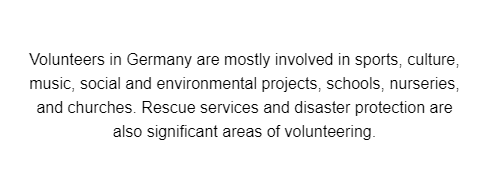 Volunteers in Germany are mostly involved in sports, culture,
music, social and environmental projects, schools, nurseries,
and churches. Rescue services and disaster protection are
also significant areas of volunteering.